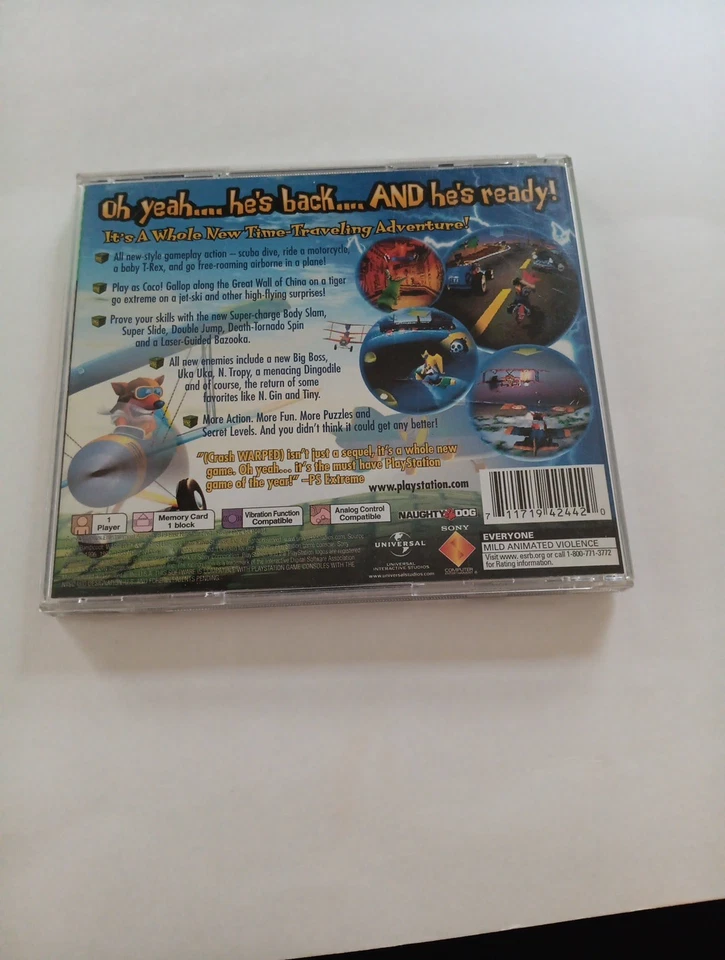 Oh yeah.... he's back.... AND he's ready!
It's A Whole New Time-Traveling Adventure!
All new-style gameplay action – scuba dive, ride a motorcycle,
a baby T-Rex, and go free-roaming airborne in a plane!
Play as Coco! Gallop along the Great Wall of China on a tiger
go extreme on a jet-ski and other high-flying surprises!
Prove your skills with the new Super-charge Body Slam,
Super Slide, Double Jump, Death-Tornado Spin
and a Laser-Guided Bazooka.
All new enemies include a new Big Boss,
Uka Uka, N. Tropy, a menacing Dingodile
and of course, the return of some
favorites like N. Gin and Tiny.
More Action. More Fun. More Puzzles and
Secret Levels. And you didn't think it could get any better!
"(Crash WARPED) isn't just a sequel, it's a whole new
game. Oh yeah... it's the must have PlayStation
game of the year!" –PS Extreme
www.playstation.com
7 11719 42442 0
1
Player
Memory Card
1 block
Vibration Function
Compatible
Analog Control
Compatible
NAUGHTY DOG
UNIVERSAL
UNIVERSAL
INTERACTIVE STUDIOS
www.universalstudios.com
SONY
COMPUTER
ENTERTAINMENT
EVERYONE
MILD ANIMATED VIOLENCE
Visit www.esrb.org or call 1-800-771-3772
for Rating information.